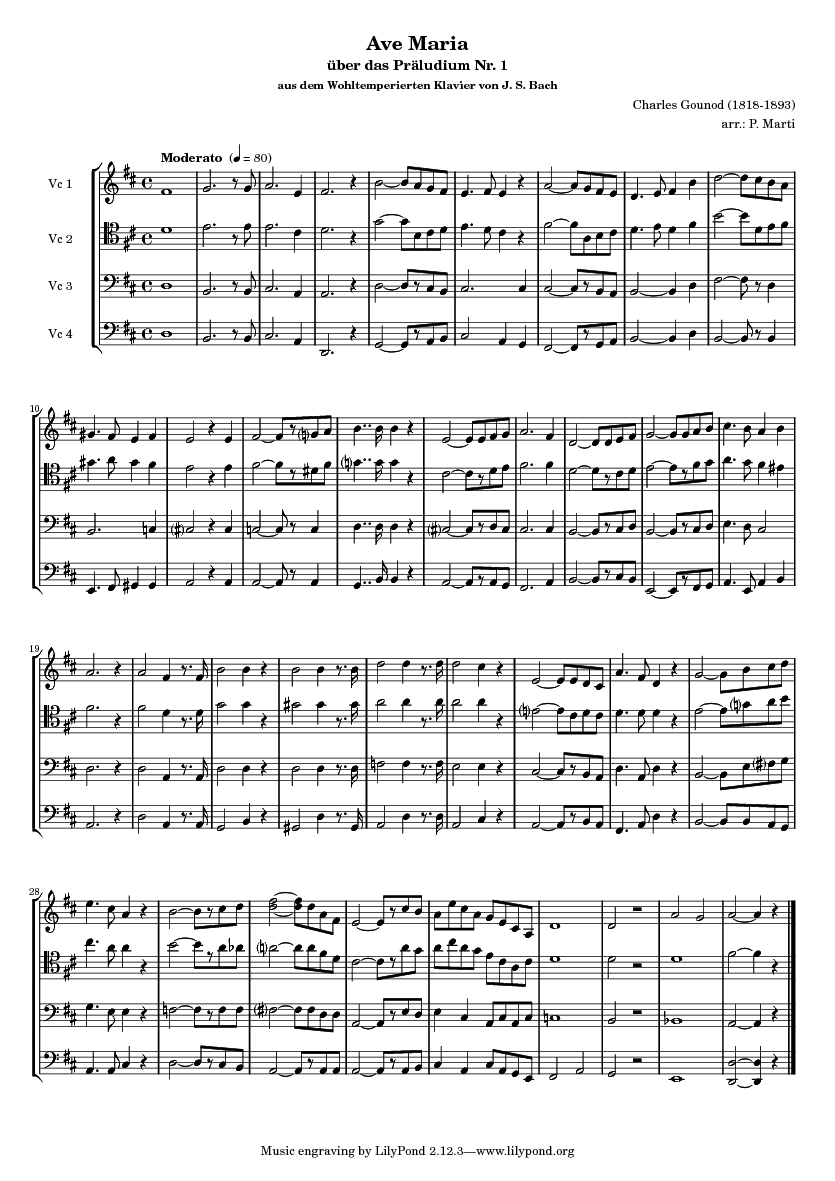 Ave Maria
über das Präludium Nr. 1
aus dem Wohltemperierten Klavier von J. S. Bach
Charles Gounod (1818-1893)
arr.: P. Marti
Moderato (♩ = 80)
Vc 1
Vc 2
Vc 3
Vc 4
10
19
28
Music engraving by LilyPond 2.12.3—www.lilypond.org